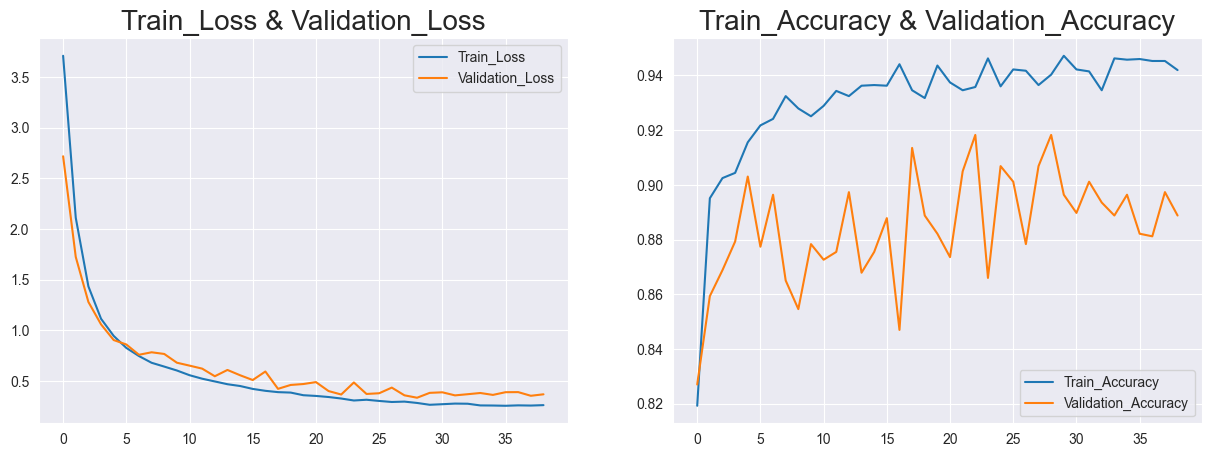 Train_Loss & Validation_Loss
Train_Loss
Validation_Loss
3.5
3.0
2.5
2.0
1.5
1.0
0.5
0 5 10 15 20 25 30 35
Train_Accuracy & Validation_Accuracy
0.94
0.92
0.90
0.88
0.86
0.84
0.82
Train_Accuracy
Validation_Accuracy
0 5 10 15 20 25 30 35